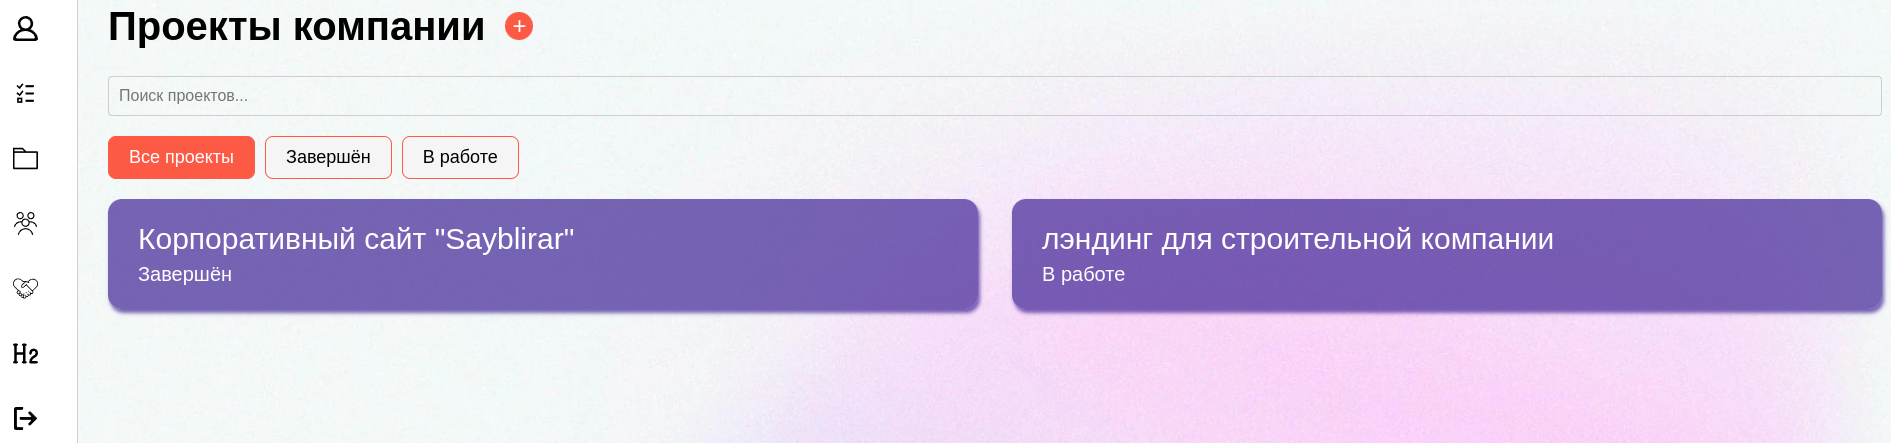 Проекты компании +
Поиск проектов...
Все проекты Завершён В работе
Корпоративный сайт "Sayblirar"
Завершён
лэндинг для строительной компании
В работе
H2